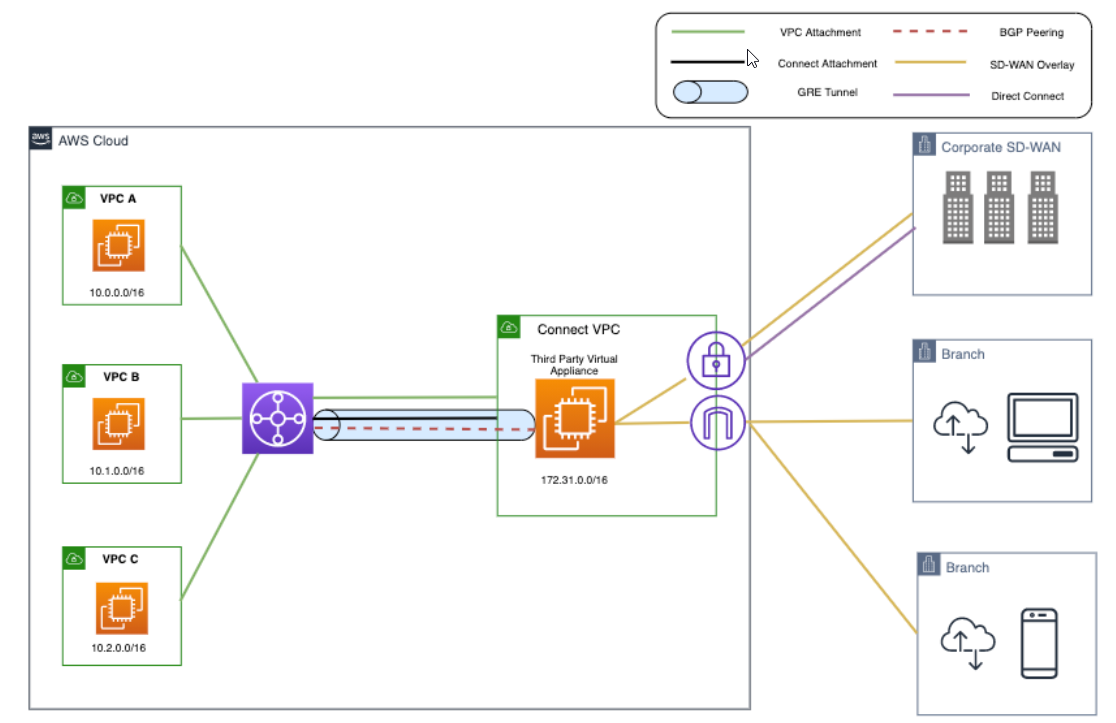 VPC Attachment
BGP Peering
Connect Attachment
SD-WAN Overlay
GRE Tunnel
Direct Connect
aws
AWS Cloud
Corporate SD-WAN
VPC A
10.0.0.0/16
Connect VPC
Third Party Virtual
Appliance
172.31.0.0/16
Branch
VPC B
10.1.0.0/16
VPC C
10.2.0.0/16
Branch